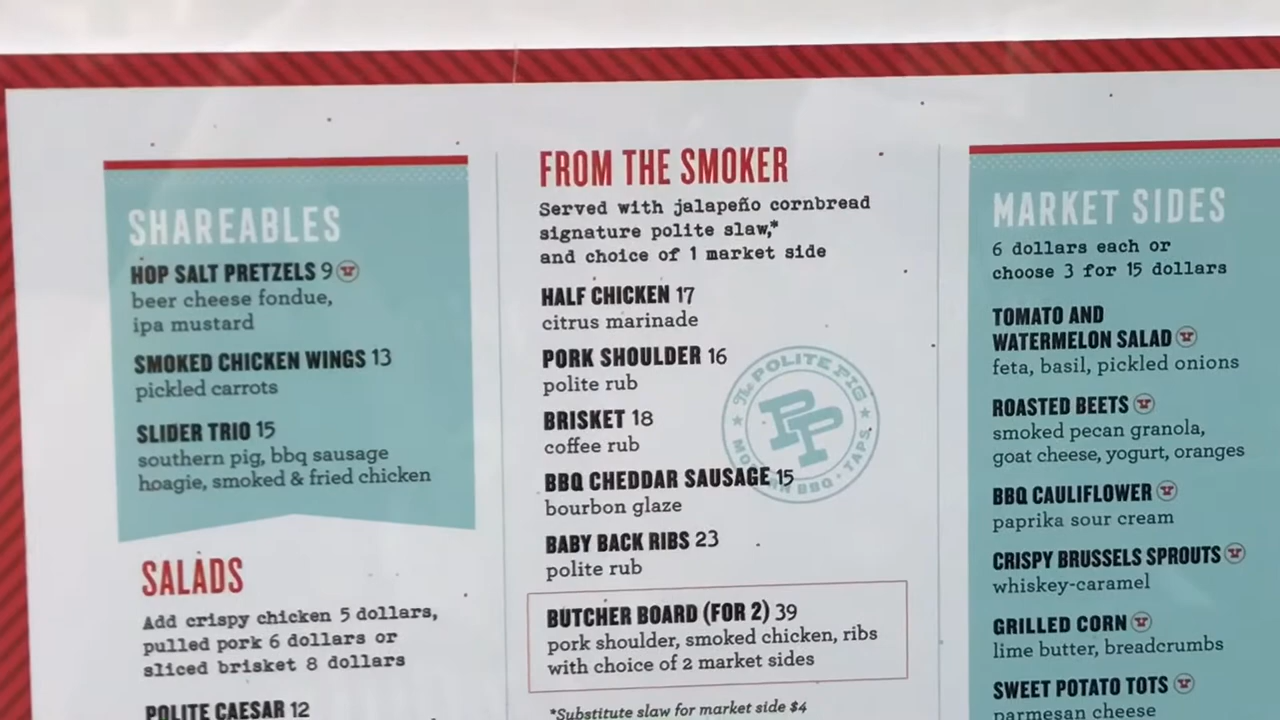 SHAREABLES
HOP SALT PRETZELS 9
beer cheese fondue,
ipa mustard
SMOKED CHICKEN WINGS 13
pickled carrots
SLIDER TRIO 15
southern pig, bbq sausage
hoagie, smoked & fried chicken
SALADS
Add crispy chicken 5 dollars,
pulled pork 6 dollars or
sliced brisket 8 dollars
POLITE CAESAR 12
FROM THE SMOKER
Served with jalapeño cornbread
signature polite slaw,*
and choice of 1 market side
HALF CHICKEN 17
citrus marinade
PORK SHOULDER 16
polite rub
BRISKET 18
coffee rub
BBQ CHEDDAR SAUSAGE 15
bourbon glaze
BABY BACK RIBS 23
polite rub
The POLITE PIG
PP
BBQ • TAPS
BUTCHER BOARD (FOR 2) 39
pork shoulder, smoked chicken, ribs
with choice of 2 market sides
*Substitute slaw for market side $4
MARKET SIDES
6 dollars each or
choose 3 for 15 dollars
TOMATO AND
WATERMELON SALAD
feta, basil, pickled onions
ROASTED BEETS
smoked pecan granola,
goat cheese, yogurt, oranges
BBQ CAULIFLOWER
paprika sour cream
CRISPY BRUSSELS SPROUTS
whiskey-caramel
GRILLED CORN
lime butter, breadcrumbs
SWEET POTATO TOTS
parmesan cheese